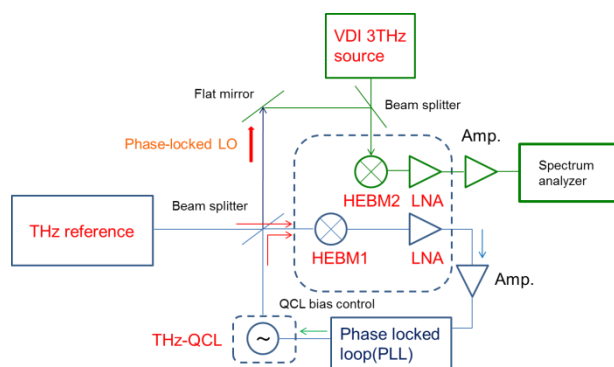 VDI 3THz
source
Flat mirror
Beam splitter
Phase-locked LO
Amp.
Spectrum
analyzer
HEBM2
LNA
Beam splitter
THz reference
HEBM1
LNA
Amp.
QCL bias control
THz-QCL
~
Phase locked
loop(PLL)